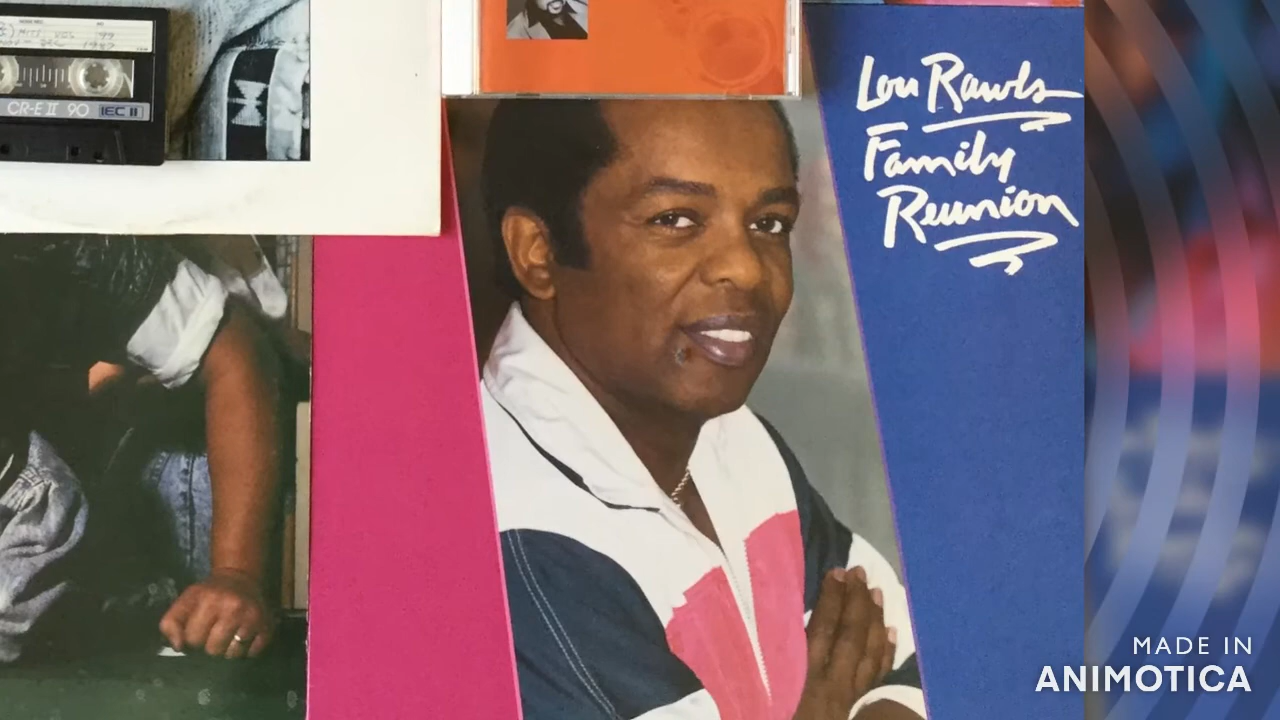 CR-E II 90 IEC II
Lou Rawls
Family
Reunion
MADE IN
ANIMOTICA